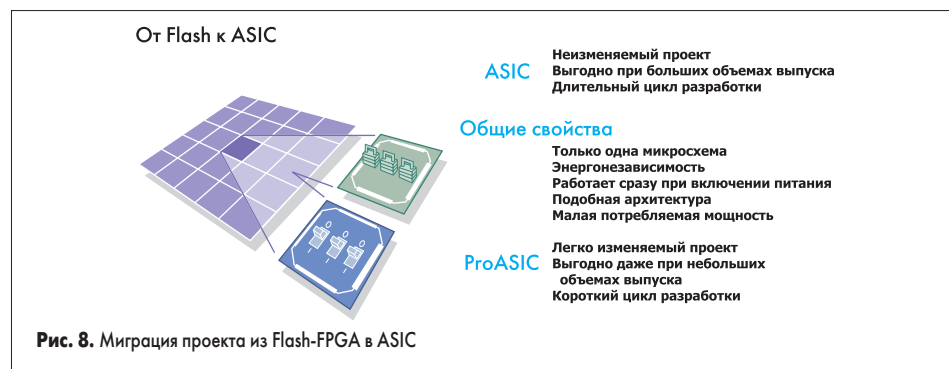 От Flash к ASIC
ASIC
Неизменяемый проект
Выгодно при больших объемах выпуска
Длительный цикл разработки
Общие свойства
Только одна микросхема
Энергонезависимость
Работает сразу при включении питания
Подобная архитектура
Малая потребляемая мощность
ProASIC
Легко изменяемый проект
Выгодно даже при небольших
объемах выпуска
Короткий цикл разработки
Рис. 8. Миграция проекта из Flash-FPGA в ASIC